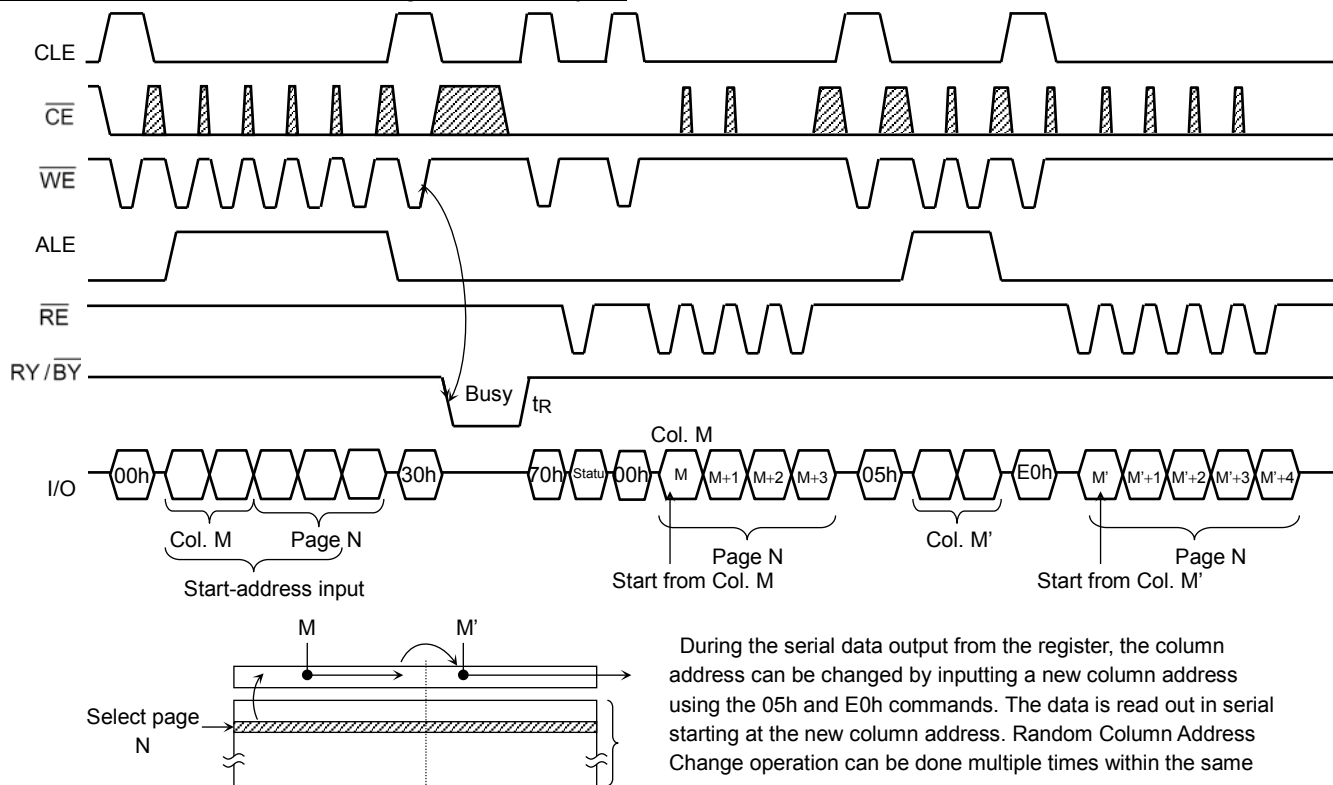 CLE
CE
WE
ALE
RE
RY/BY
Busy
tR
Col. M
I/O
00h
30h
70h
Statu
00h
M
M+1
M+2
M+3
05h
E0h
M'
M'+1
M'+2
M'+3
M'+4
Col. M
Page N
Page N
Col. M'
Page N
Start-address input
Start from Col. M
Start from Col. M'
M
M'
Select page
N
During the serial data output from the register, the column
address can be changed by inputting a new column address
using the 05h and E0h commands. The data is read out in serial
starting at the new column address. Random Column Address
Change operation can be done multiple times within the same